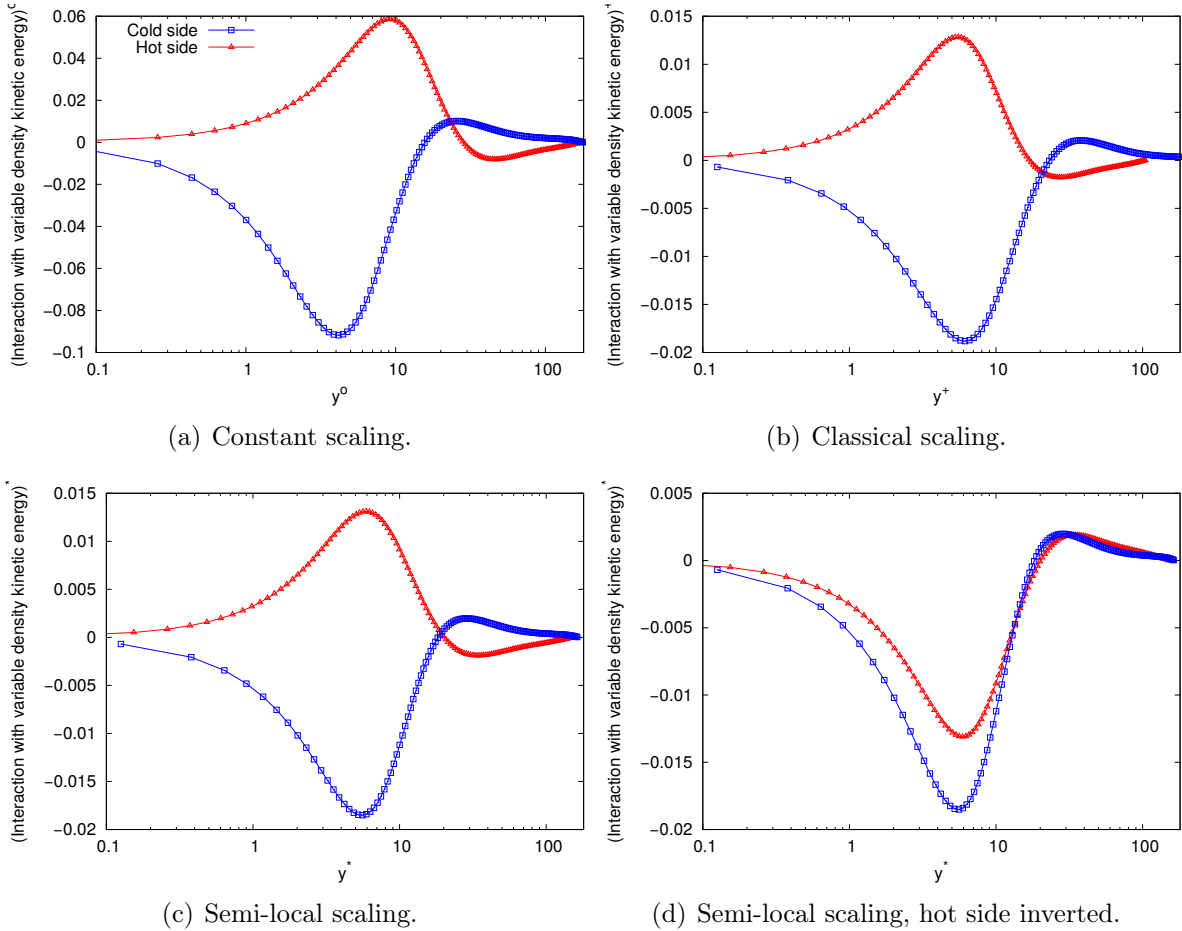 (Interaction with variable density kinetic energy)°
0.06
0.04
0.02
0
−0.02
−0.04
−0.06
−0.08
−0.1
0.1 1 10 100
y°
Cold side
Hot side
(a) Constant scaling.
(Interaction with variable density kinetic energy)⁺
0.015
0.01
0.005
0
−0.005
−0.01
−0.015
−0.02
0.1 1 10 100
y⁺
(b) Classical scaling.
(Interaction with variable density kinetic energy)*
0.015
0.01
0.005
0
−0.005
−0.01
−0.015
−0.02
0.1 1 10 100
y*
(c) Semi-local scaling.
(Interaction with variable density kinetic energy)*
0.005
0
−0.005
−0.01
−0.015
−0.02
0.1 1 10 100
y*
(d) Semi-local scaling, hot side inverted.